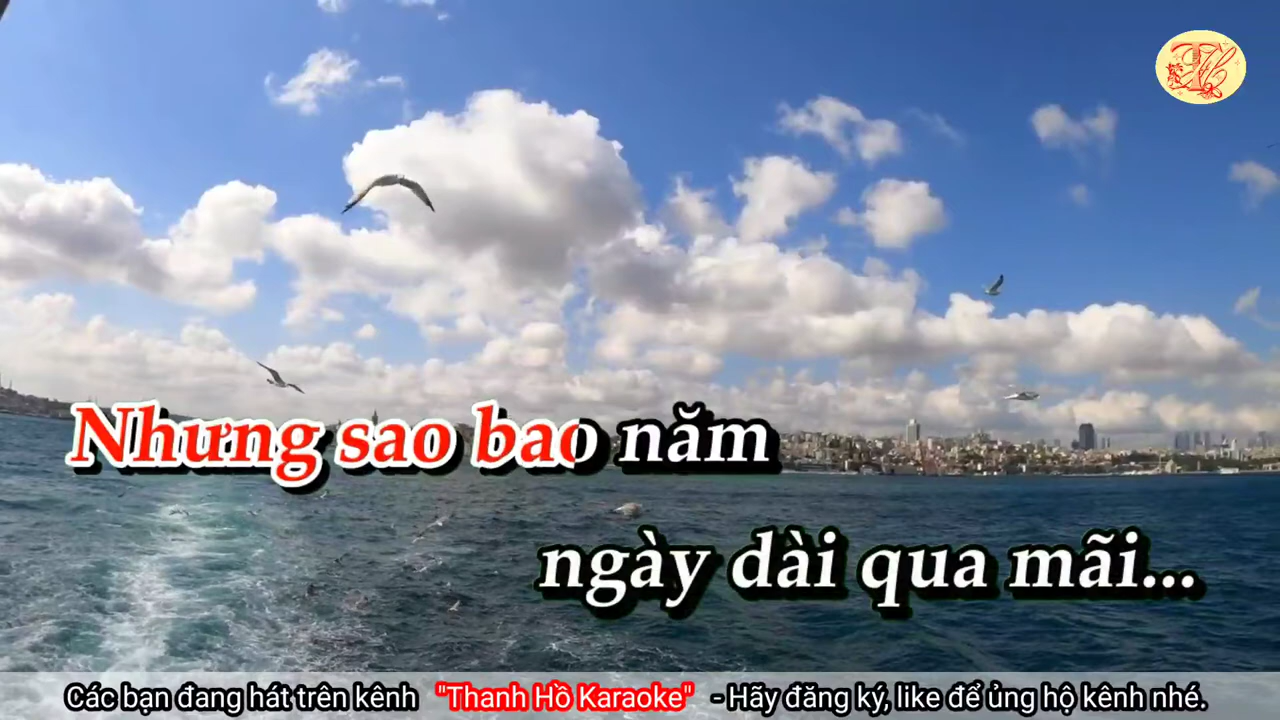 Nhưng sao bao năm
ngày dài qua mãi...
Các bạn đang hát trên kênh "Thanh Hồ Karaoke" - Hãy đăng ký, like để ủng hộ kênh nhé.